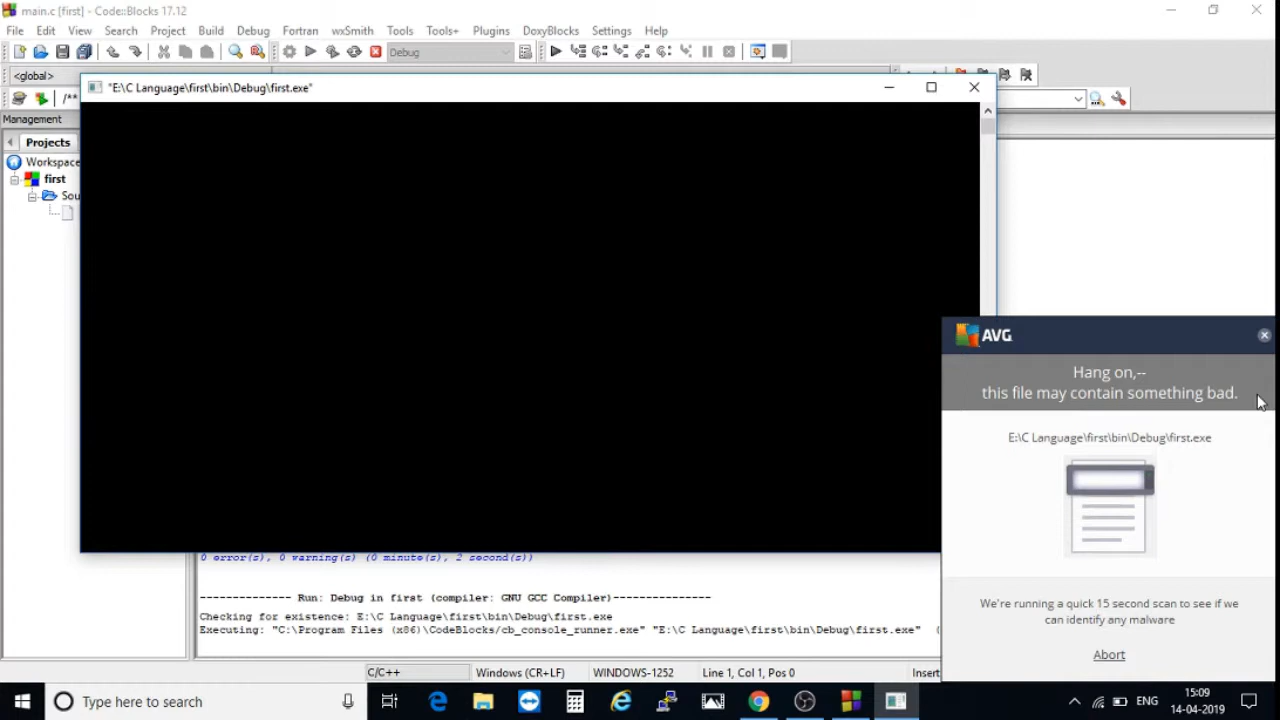 main.c [first] - Code::Blocks 17.12
File Edit View Search Project Build Debug Fortran wxSmith Tools Tools+ Plugins DoxyBlocks Settings Help
Debug
<global>
/**
Management
"E:\C Language\first\bin\Debug\first.exe"
Projects
Workspace
first
Sou
AVG
Hang on,--
this file may contain something bad.
E:\C Language\first\bin\Debug\first.exe
We're running a quick 15 second scan to see if we
can identify any malware
Abort
0 error(s), 0 warning(s) (0 minute(s), 2 second(s))
-------------- Run: Debug in first (compiler: GNU GCC Compiler)---------------
Checking for existence: E:\C Language\first\bin\Debug\first.exe
Executing: "C:\Program Files (x86)\CodeBlocks/cb_console_runner.exe" "E:\C Language\first\bin\Debug\first.exe" (
C/C++ Windows (CR+LF) WINDOWS-1252 Line 1, Col 1, Pos 0 Insert
Type here to search
ENG
15:09
14-04-2019